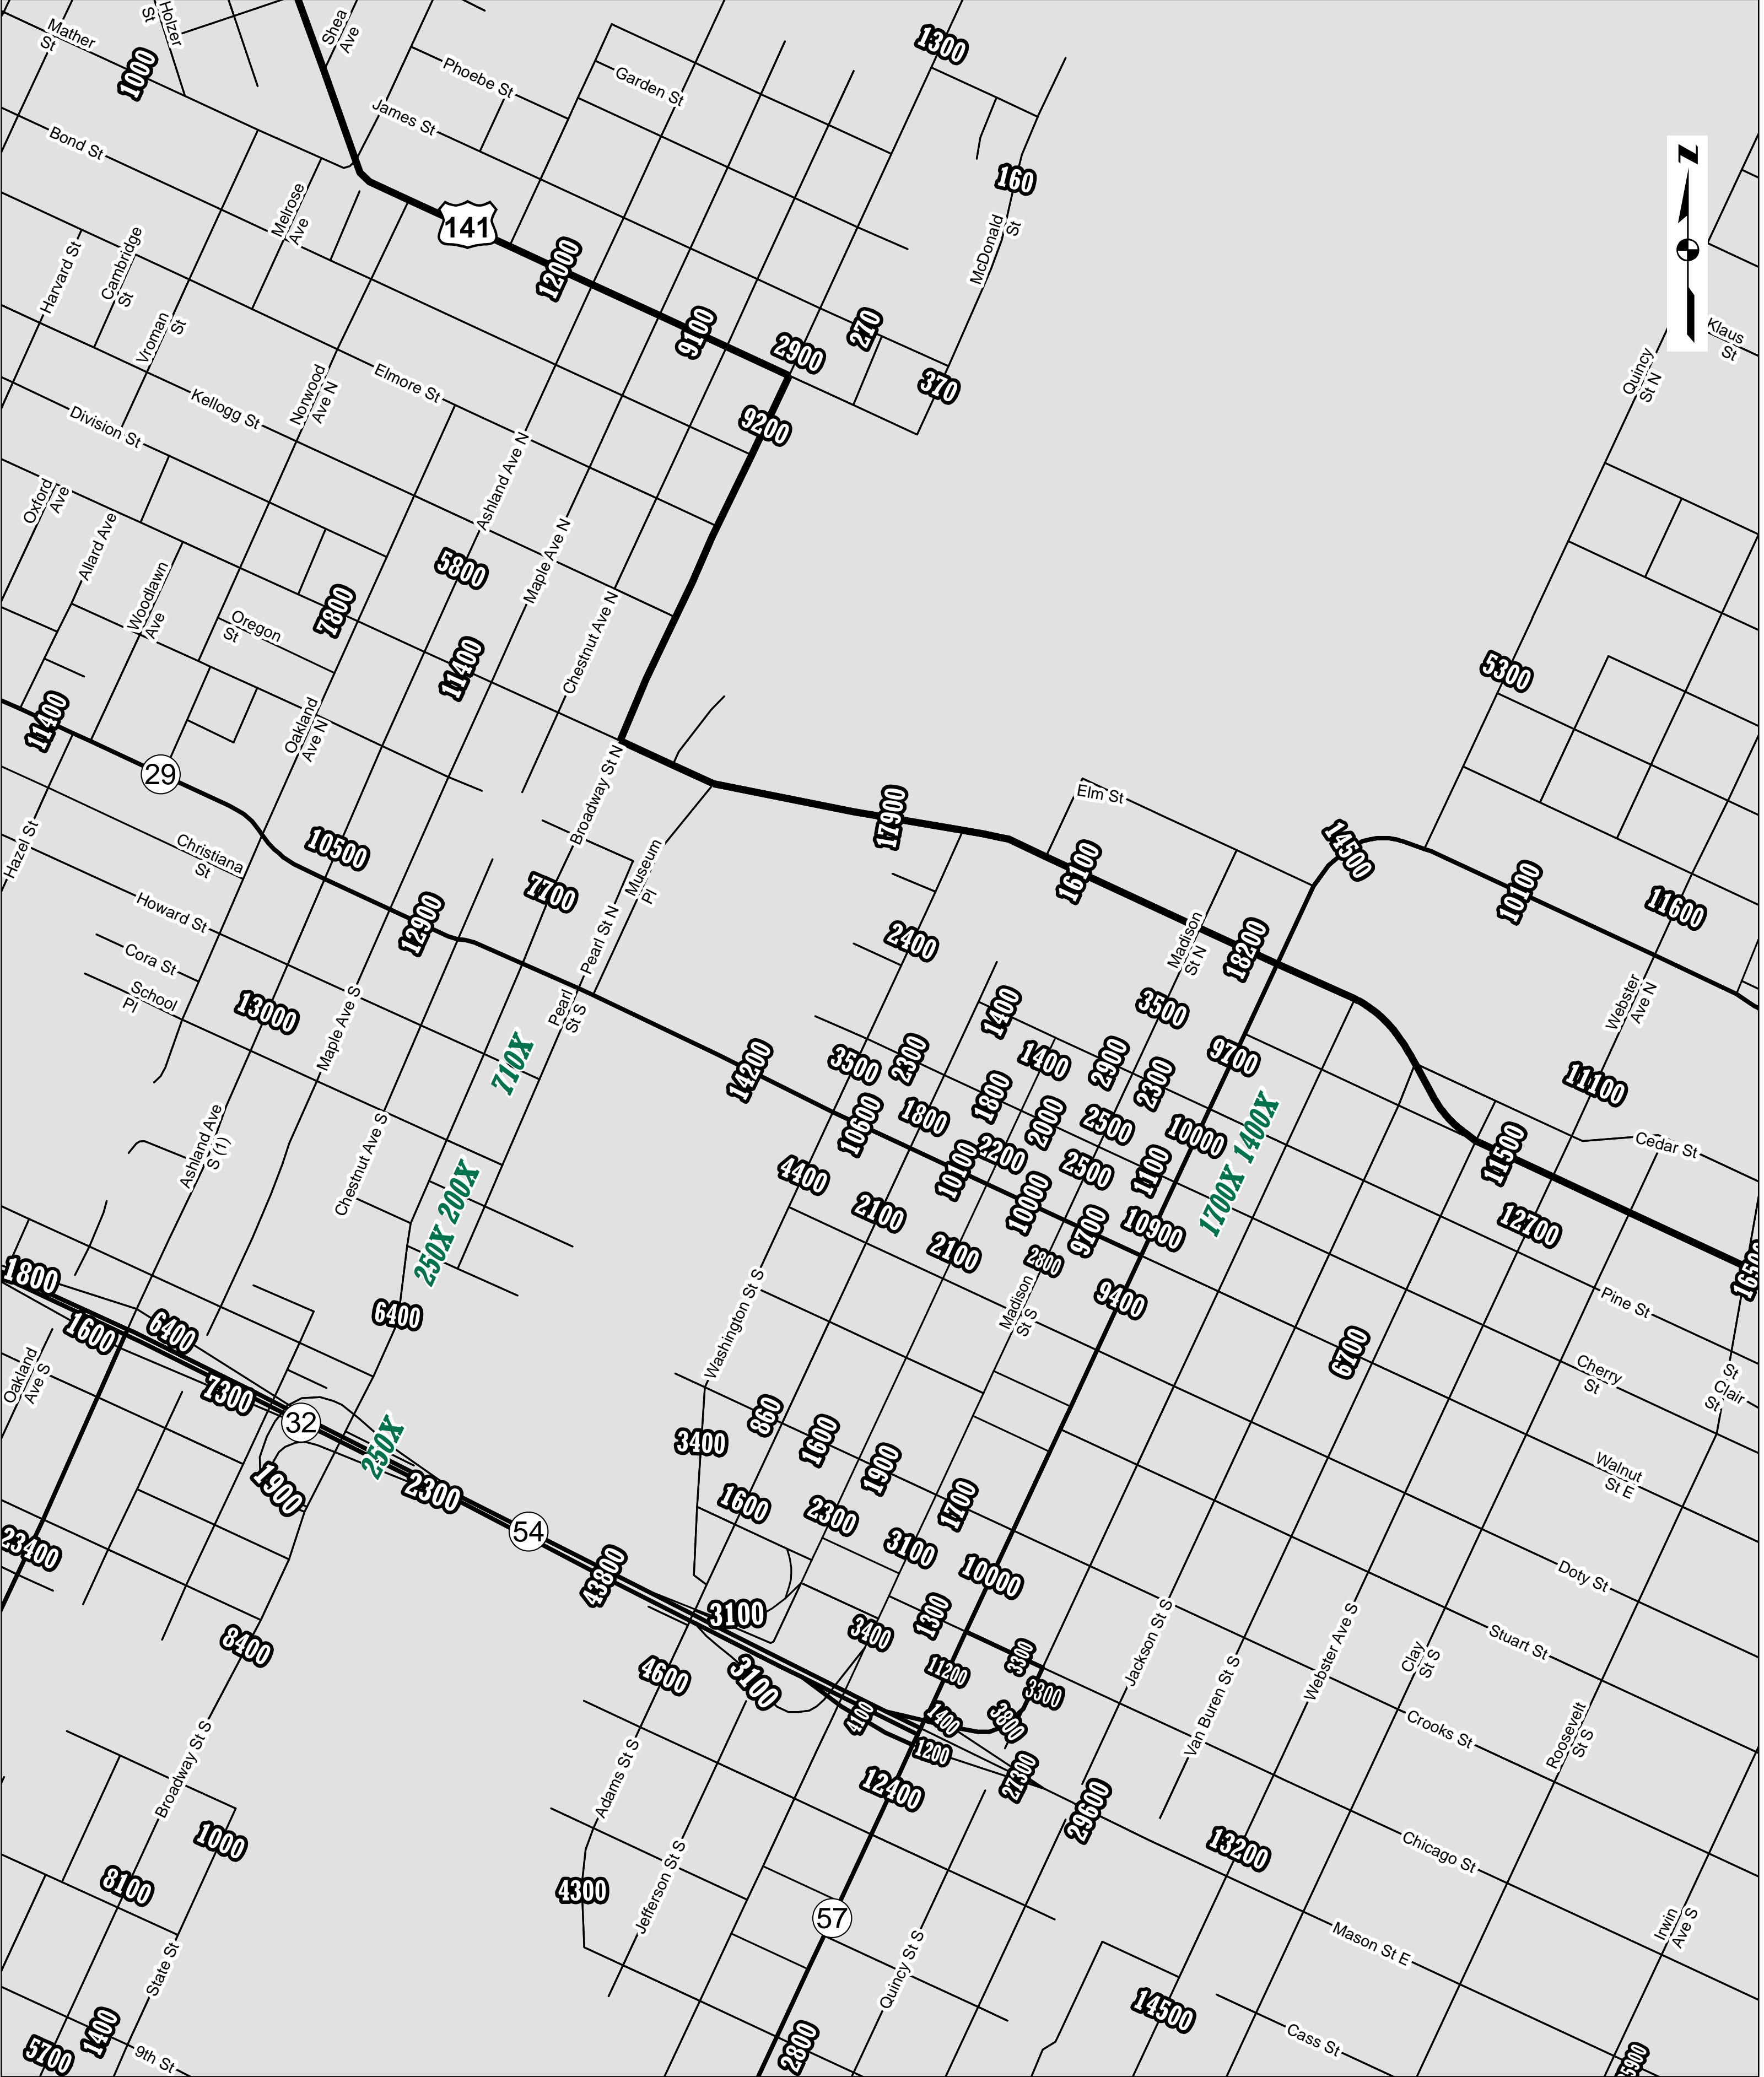 Holzer
St
Mather
St
Shea
Ave
1000
1300
Phoebe St
Garden St
James St
Bond St
160
N
Melrose
Ave
141
McDonald
St
Harvard St
Cambridge
St
12000
Vroman
St
9100
270
2900
Klaus
St
Quincy
St N
370
Elmore St
Norwood
Ave N
Kellogg St
Division St
9200
Oxford
Ave
Ashland Ave N
Allard Ave
5800
Maple Ave N
Woodlawn
Ave
7800
Oregon
St
Chestnut Ave N
11400
5300
11400
Oakland
Ave N
29
Broadway St N
Elm St
17900
Hazel St
Christiana
St
10500
14500
16100
Museum
Pl
7700
10100
11600
Howard St
12900
2400
Madison
St N
18200
Pearl St N
Cora St
School
Pl
13000
Pearl
St S
Maple Ave S
3500
1400
Webster
Ave N
710X
14200
3500
2300
1400
2900
2300
9700
11100
1800
1800
2000
2500
10600
10000
1700X 1400X
Ashland Ave
S (1)
Chestnut Ave S
4400
10100
2200
2500
1100
11500
Cedar St
250X 200X
2100
10000
9700
10900
12700
2100
2800
1800
9400
Madison
St S
Pine St
6400
1600
6400
Washington St S
6700
Oakland
Ave S
7300
32
Cherry
St
St
Clair
St
250X
3400
860
1600
1900
Walnut
St E
1900
2300
1600
2300
1700
54
23400
43800
3100
10000
Doty St
3100
1300
8400
3400
3300
Jackson St S
Webster Ave S
Stuart St
4600
3100
11200
3300
Clay
St S
Van Buren St S
400
1400
3800
Crooks St
Roosevelt
St S
1200
27300
Broadway St S
Adams St S
12400
29600
1000
13200
Chicago St
8100
4300
Jefferson St S
57
Irwin
Ave S
Mason St E
State St
Quincy St S
14500
1400
5700
9th St
2800
Cass St